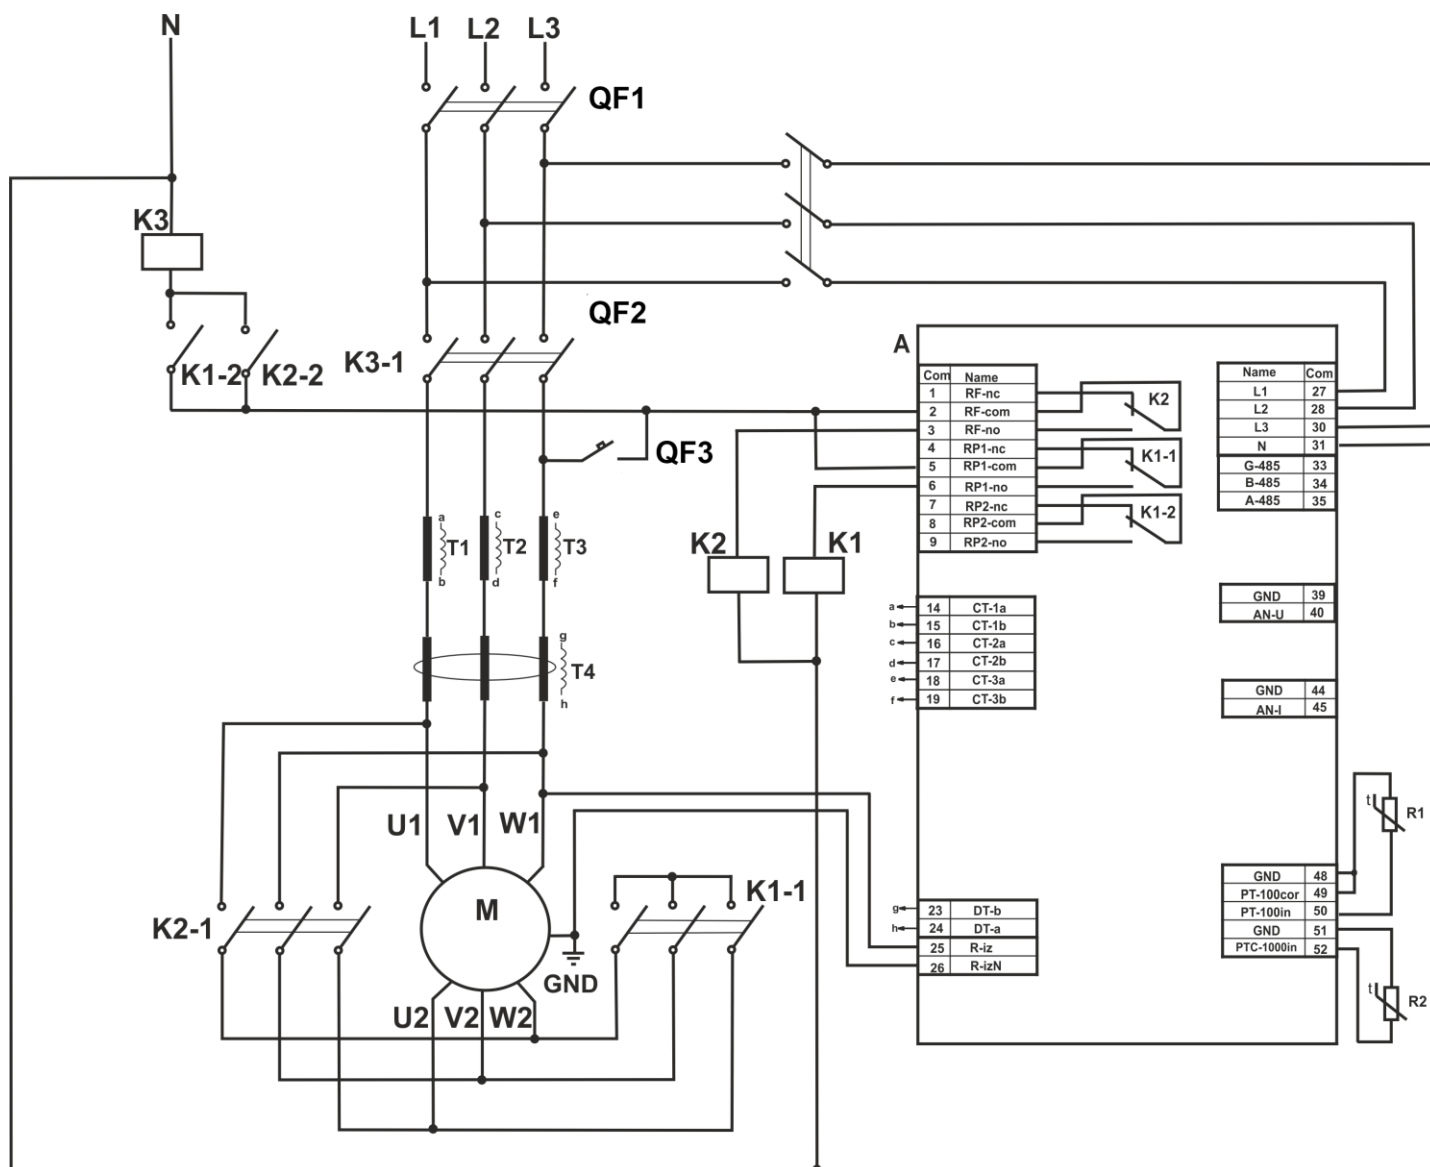 N
L1 L2 L3
QF1
K3
QF2
K3-1
K1-2 K2-2
QF3
A
Com Name
1 RF-nc
2 RF-com
3 RF-no
4 RP1-nc
5 RP1-com
6 RP1-no
7 RP2-nc
8 RP2-com
9 RP2-no
K2
K1-1
K1-2
Name Com
L1 27
L2 28
L3 30
N 31
G-485 33
B-485 34
A-485 35
a c e
T1 T2 T3
b d f
K2 K1
GND 39
AN-U 40
a 14 CT-1a
b 15 CT-1b
c 16 CT-2a
d 17 CT-2b
e 18 CT-3a
f 19 CT-3b
g
T4
h
GND 44
AN-I 45
U1 V1 W1
t R1
GND 48
PT-100cor 49
PT-100in 50
GND 51
PTC-1000in 52
K2-1
M
K1-1
g 23 DT-b
h 24 DT-a
25 R-iz
26 R-izN
GND
t R2
U2 V2 W2